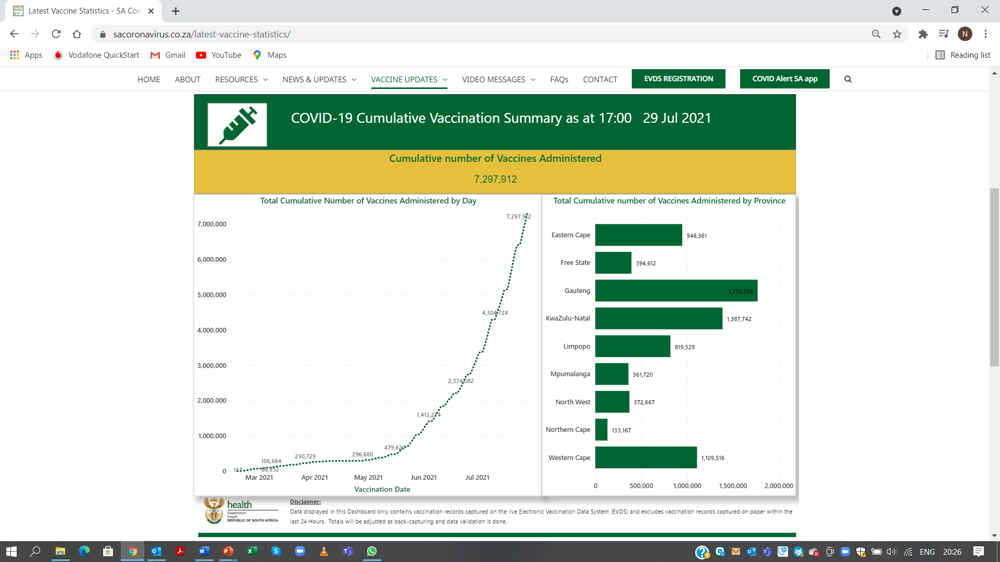 Latest Vaccine Statistics - SA Coro
sacoronavirus.co.za/latest-vaccine-statistics/
N
Apps Vodafone QuickStart Gmail YouTube Maps Reading list
HOME ABOUT RESOURCES NEWS & UPDATES VACCINE UPDATES VIDEO MESSAGES FAQs CONTACT EVDS REGISTRATION COVID Alert SA app
COVID-19 Cumulative Vaccination Summary as at 17:00 29 Jul 2021
Cumulative number of Vaccines Administered
7,297,912
Total Cumulative Number of Vaccines Administered by Day
7,297,912
7,000,000
6,000,000
5,000,000
4,304,724
4,000,000
3,000,000
2,374,082
2,000,000
1,413,274
1,000,000
479,629
296,680
230,729
106,684
66,952
157
0
Mar 2021 Apr 2021 May 2021 Jun 2021 Jul 2021
Vaccination Date
Total Cumulative number of Vaccines Administered by Province
Eastern Cape 948,361
Free State 394,612
Gauteng 1,770,598
KwaZulu-Natal 1,387,742
Limpopo 819,529
Mpumalanga 361,720
North West 372,667
Northern Cape 133,167
Western Cape 1,109,516
0 500,000 1,000,000 1,500,000 2,000,000
health
Department:
Health
REPUBLIC OF SOUTH AFRICA
Disclaimer:
Data displayed in this Dashboard only contains vaccination records captured on the live Electronic Vaccination Data System (EVDS) and excludes vaccination records captured on paper within the
last 24 Hours. Totals will be adjusted as back-capturing and data validation is done.
ENG 20:26